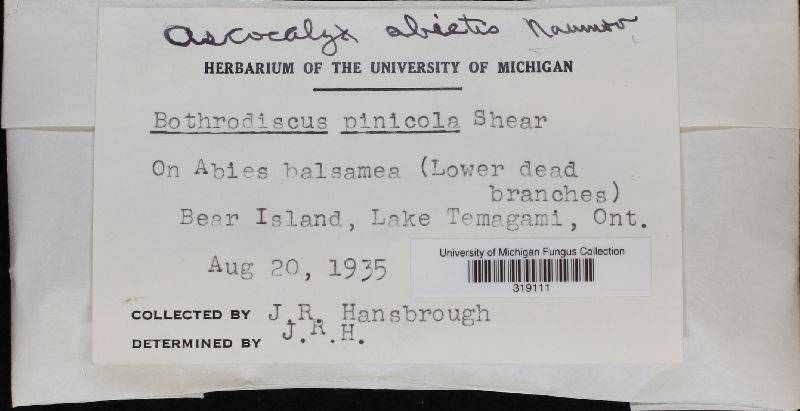 Ascocalyx abietis Naumov
HERBARIUM OF THE UNIVERSITY OF MICHIGAN
Bothrodiscus pinicola Shear
On Abies balsamea (Lower dead
branches)
Bear Island, Lake Temagami, Ont.
Aug 20, 1935
University of Michigan Fungus Collection
319111
COLLECTED BY J.R. Hansbrough
DETERMINED BY J.R.H.